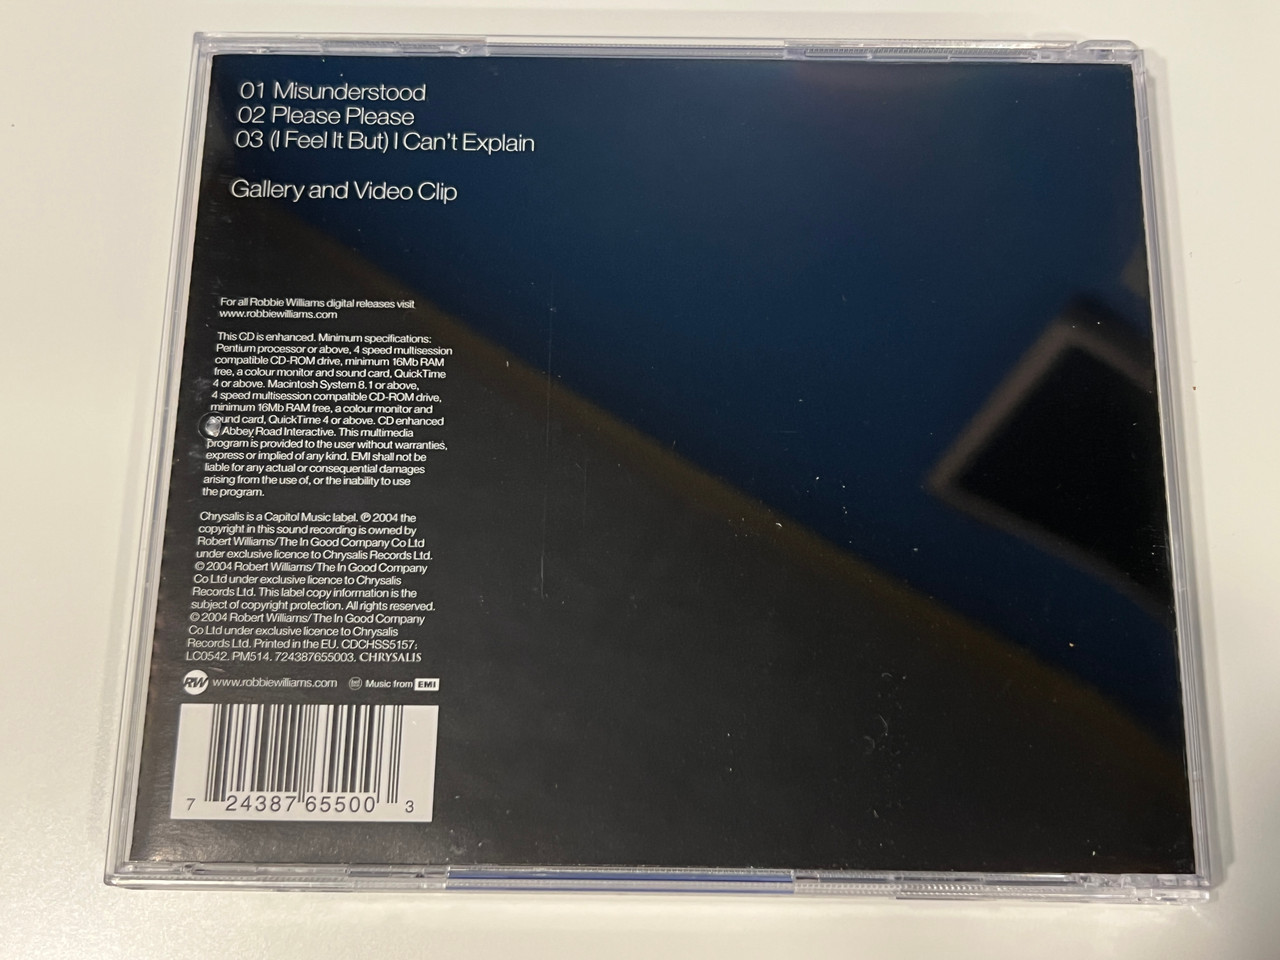 01 Misunderstood
02 Please Please
03 (I Feel It But) I Can't Explain
Gallery and Video Clip
For all Robbie Williams digital releases visit
www.robbiewilliams.com
This CD is enhanced. Minimum specifications:
Pentium processor or above, 4 speed multisession
compatible CD-ROM drive, minimum 16Mb RAM
free, a colour monitor and sound card, QuickTime
4 or above. Macintosh System 8.1 or above,
4 speed multisession compatible CD-ROM drive,
minimum 16Mb RAM free, a colour monitor and
sound card, QuickTime 4 or above. CD enhanced
Abbey Road Interactive. This multimedia
program is provided to the user without warranties,
express or implied of any kind. EMI shall not be
liable for any actual or consequential damages
arising from the use of, or the inability to use
the program.
Chrysalis is a Capitol Music label. ℗ 2004 the
copyright in this sound recording is owned by
Robert Williams/The In Good Company Co Ltd
under exclusive licence to Chrysalis Records Ltd.
© 2004 Robert Williams/The In Good Company
Co Ltd under exclusive licence to Chrysalis
Records Ltd. This label copy information is the
subject of copyright protection. All rights reserved.
© 2004 Robert Williams/The In Good Company
Co Ltd under exclusive licence to Chrysalis
Records Ltd. Printed in the EU. CDCHSS5157:
LC0542. PM514. 724387655003. CHRYSALIS
RW www.robbiewilliams.com Music from EMI
7 24387 65500 3